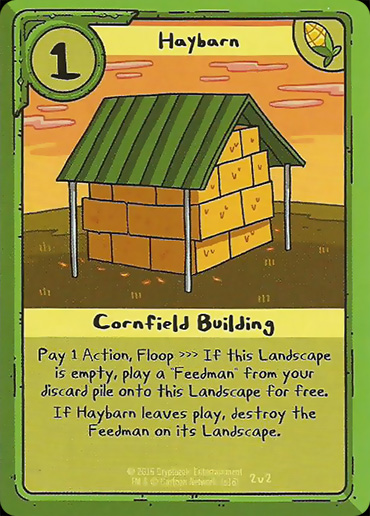 1
Haybarn
Cornfield Building
Pay 1 Action, Floop >>> If this Landscape
is empty, play a "Feedman" from your
discard pile onto this Landscape for free.
If Haybarn leaves play, destroy the
Feedman on its Landscape.
© 2016 Cryptozoic Entertainment
TM & © Cartoon Network (s16)
2v2